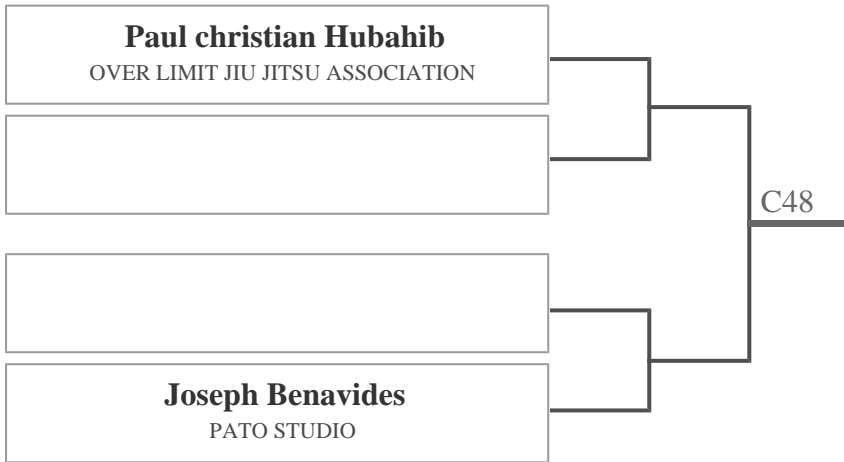 Paul christian Hubahib
OVER LIMIT JIU JITSU ASSOCIATION
C48
Joseph Benavides
PATO STUDIO